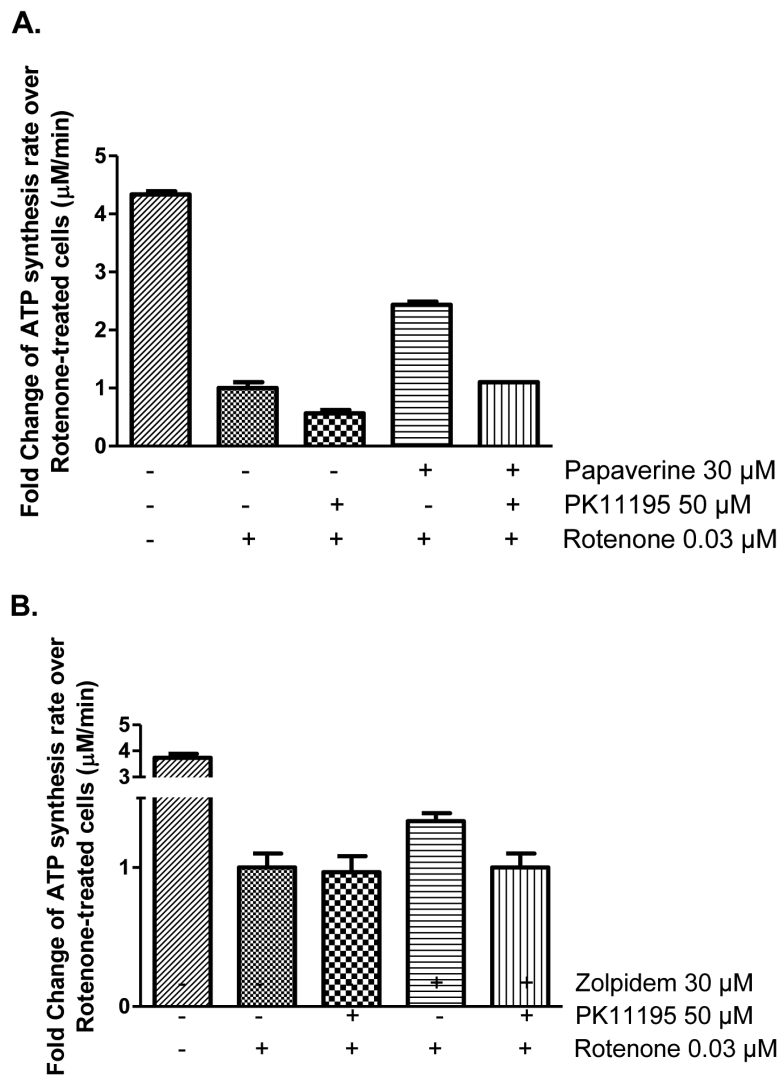 A.
Fold Change of ATP synthesis rate over
Rotenone-treated cells (µM/min)
5
4
3
2
1
0
- - - + + Papaverine 30 µM
- - + - + PK11195 50 µM
- + + + + Rotenone 0.03 µM
B.
Fold Change of ATP synthesis rate over
Rotenone-treated cells (µM/min)
5
4
3
1
0
- - + + Zolpidem 30 µM
- - + - + PK11195 50 µM
- + + + + Rotenone 0.03 µM